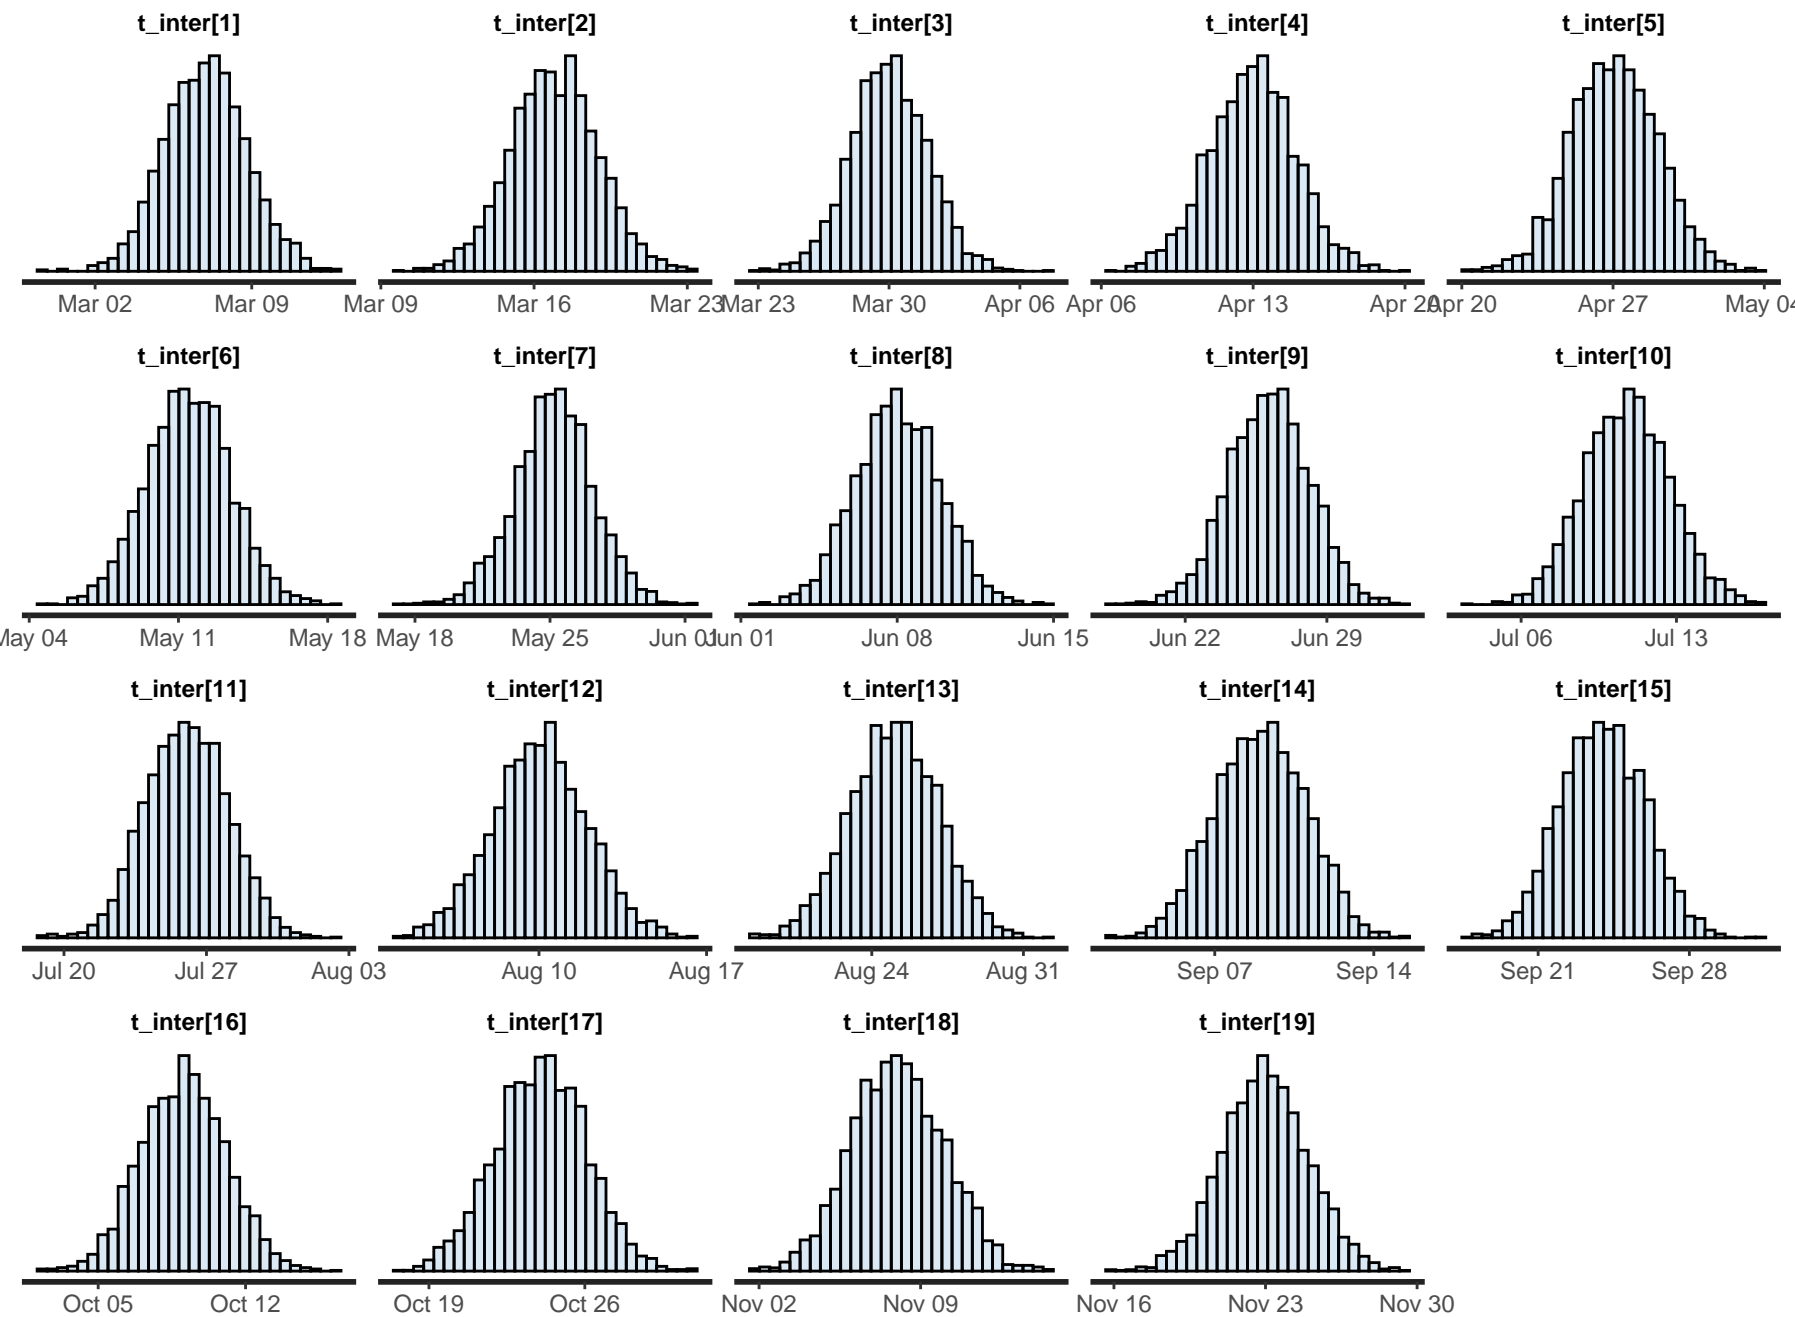 t_inter[1] t_inter[2] t_inter[3] t_inter[4] t_inter[5]
Mar 02 Mar 09 Mar 09 Mar 16 Mar 23 Mar 23 Mar 30 Apr 06 Apr 06 Apr 13 Apr 20 Apr 20 Apr 27 May 04
t_inter[6] t_inter[7] t_inter[8] t_inter[9] t_inter[10]
May 04 May 11 May 18 May 18 May 25 Jun 01 Jun 01 Jun 08 Jun 15 Jun 22 Jun 29 Jul 06 Jul 13
t_inter[11] t_inter[12] t_inter[13] t_inter[14] t_inter[15]
Jul 20 Jul 27 Aug 03 Aug 10 Aug 17 Aug 24 Aug 31 Sep 07 Sep 14 Sep 21 Sep 28
t_inter[16] t_inter[17] t_inter[18] t_inter[19]
Oct 05 Oct 12 Oct 19 Oct 26 Nov 02 Nov 09 Nov 16 Nov 23 Nov 30